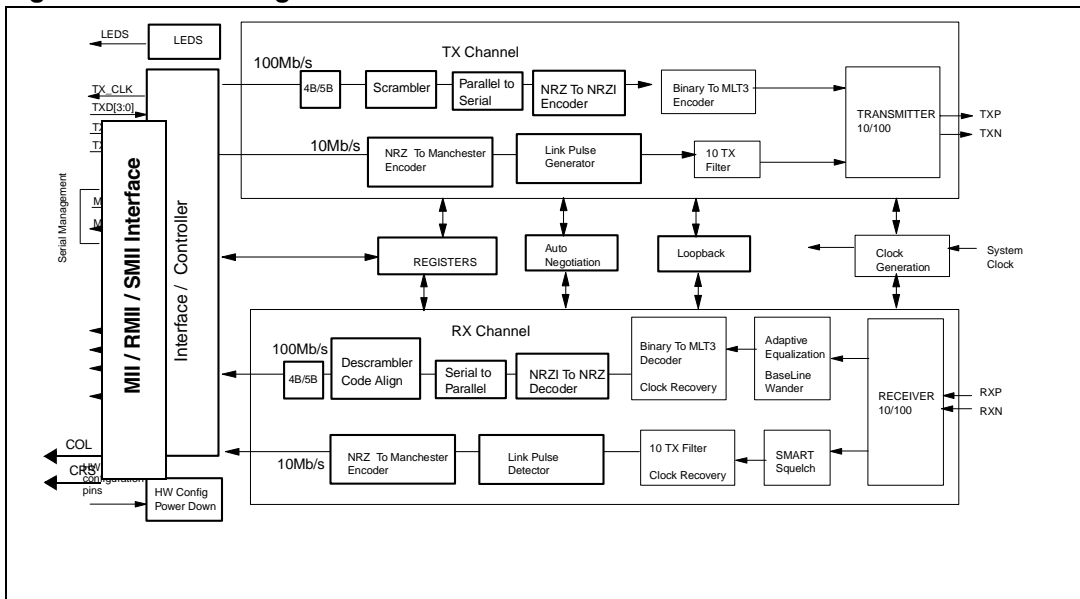 LEDS
LEDS
TX Channel
100Mb/s
4B/5B
Scrambler
Parallel to
Serial
NRZ To NRZI
Encoder
Binary To MLT3
Encoder
TRANSMITTER
10/100
TXP
TXN
TX_CLK
TXD[3:0]
10Mb/s
NRZ To Manchester
Encoder
Link Pulse
Generator
10 TX
Filter
Serial Management
MII / RMII / SMII Interface
Interface / Controller
REGISTERS
Auto
Negotiation
Loopback
Clock
Generation
System
Clock
RX Channel
100Mb/s
4B/5B
Descrambler
Code Align
Serial to
Parallel
NRZI To NRZ
Decoder
Binary To MLT3
Decoder
Clock Recovery
Adaptive
Equalization
BaseLine
Wander
RECEIVER
10/100
RXP
RXN
10Mb/s
NRZ To Manchester
Encoder
Link Pulse
Detector
10 TX Filter
Clock Recovery
SMART
Squelch
COL
CRS
pins
HW Config
Power Down